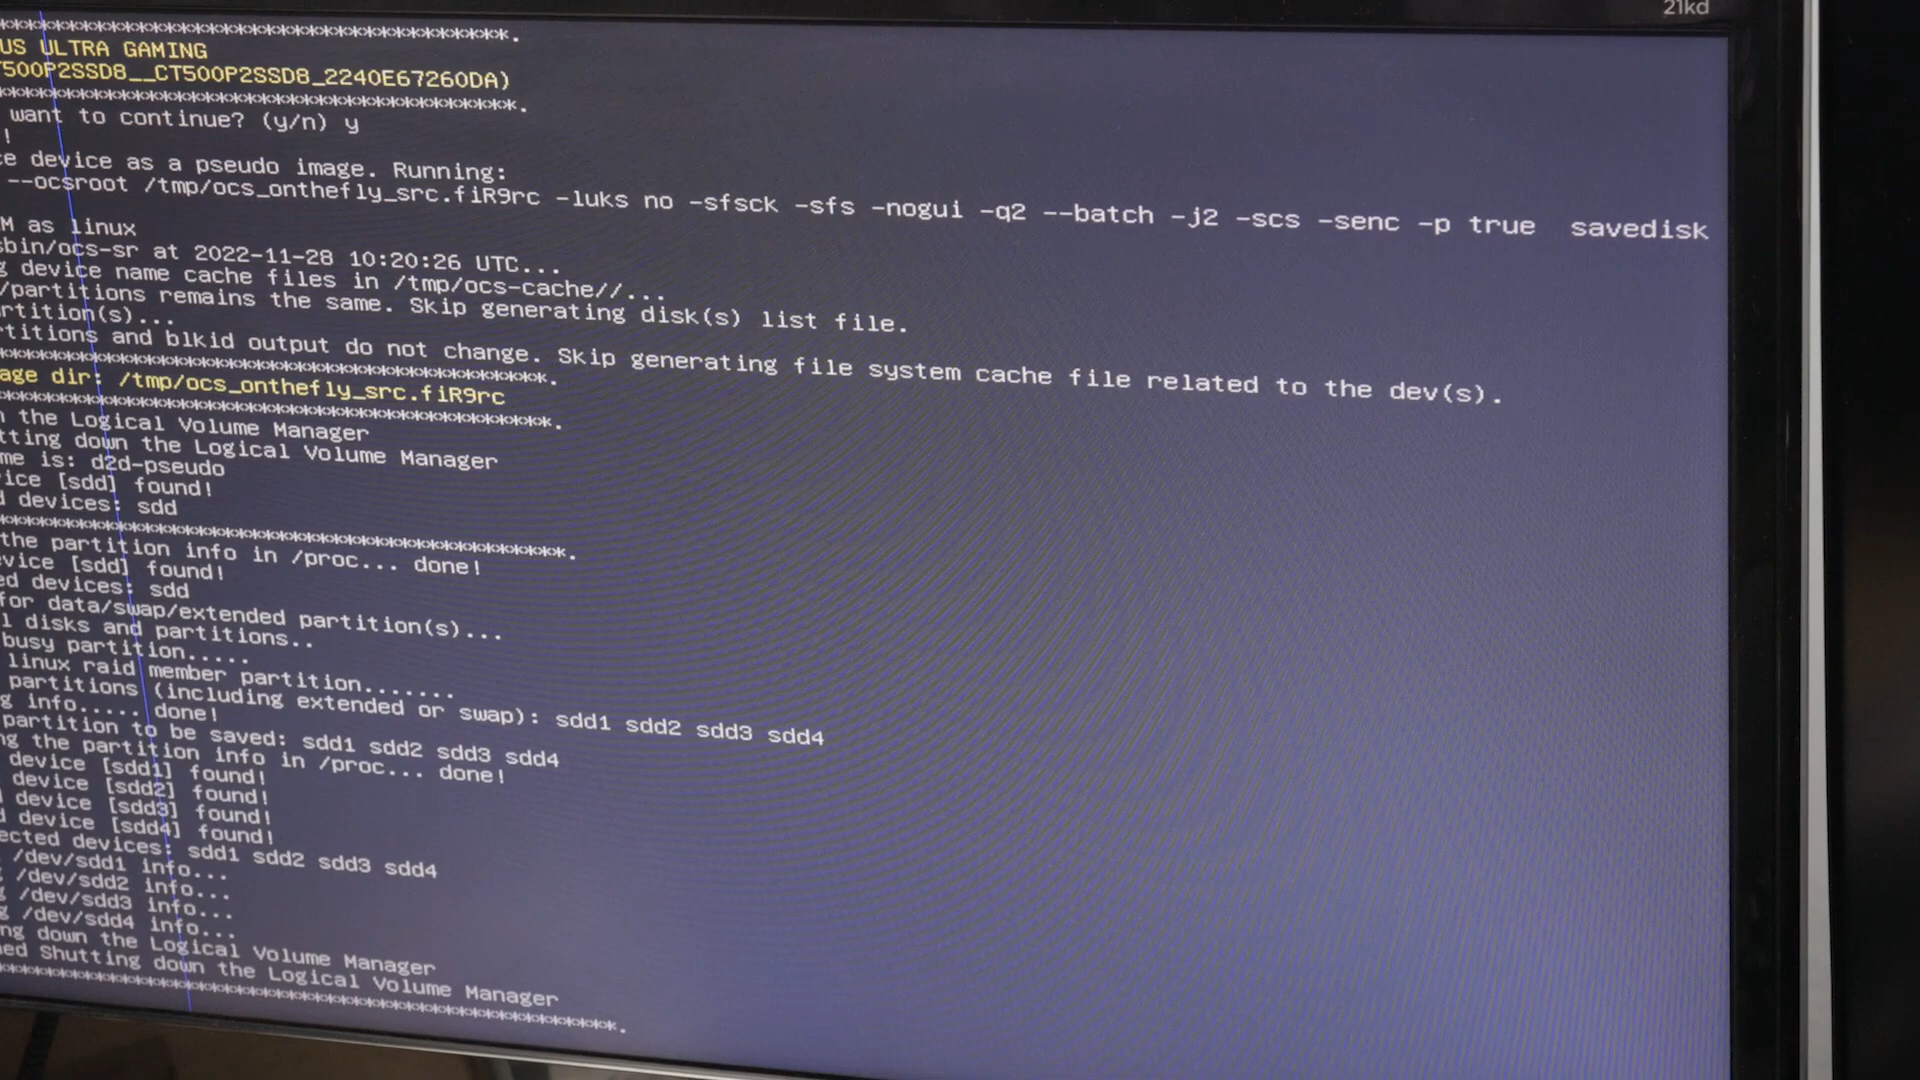 21kd
*******************************************.
US ULTRA GAMING
T500P2SSD8__CT500P2SSD8_2240E67260DA)
*******************************************.
want to continue? (y/n) y
!
e device as a pseudo image. Running:
--ocsroot /tmp/ocs_onthefly_src.fiR9rc -luks no -sfsck -sfs -nogui -q2 --batch -j2 -scs -senc -p true  savedisk
M as linux
sbin/ocs-sr at 2022-11-28 10:20:26 UTC...
g device name cache files in /tmp/ocs-cache//...
/partitions remains the same. Skip generating disk(s) list file.
rtition(s)...
titions and blkid output do not change. Skip generating file system cache file related to the dev(s).
*******************************************.
age dir: /tmp/ocs_onthefly_src.fiR9rc
*******************************************.
n the Logical Volume Manager
tting down the Logical Volume Manager
me is: d2d-pseudo
ice [sdd] found!
d devices: sdd
*******************************************.
the partition info in /proc... done!
vice [sdd] found!
ed devices: sdd
for data/swap/extended partition(s)...
l disks and partitions..
busy partition.....
linux raid member partition.......
partitions (including extended or swap): sdd1 sdd2 sdd3 sdd4
g info..... done!
partition to be saved: sdd1 sdd2 sdd3 sdd4
ng the partition info in /proc... done!
device [sdd1] found!
device [sdd2] found!
d device [sdd3] found!
d device [sdd4] found!
ected devices: sdd1 sdd2 sdd3 sdd4
/dev/sdd1 info...
g /dev/sdd2 info...
g /dev/sdd3 info...
g /dev/sdd4 info...
ng down the Logical Volume Manager
hed Shutting down the Logical Volume Manager
*******************************************.